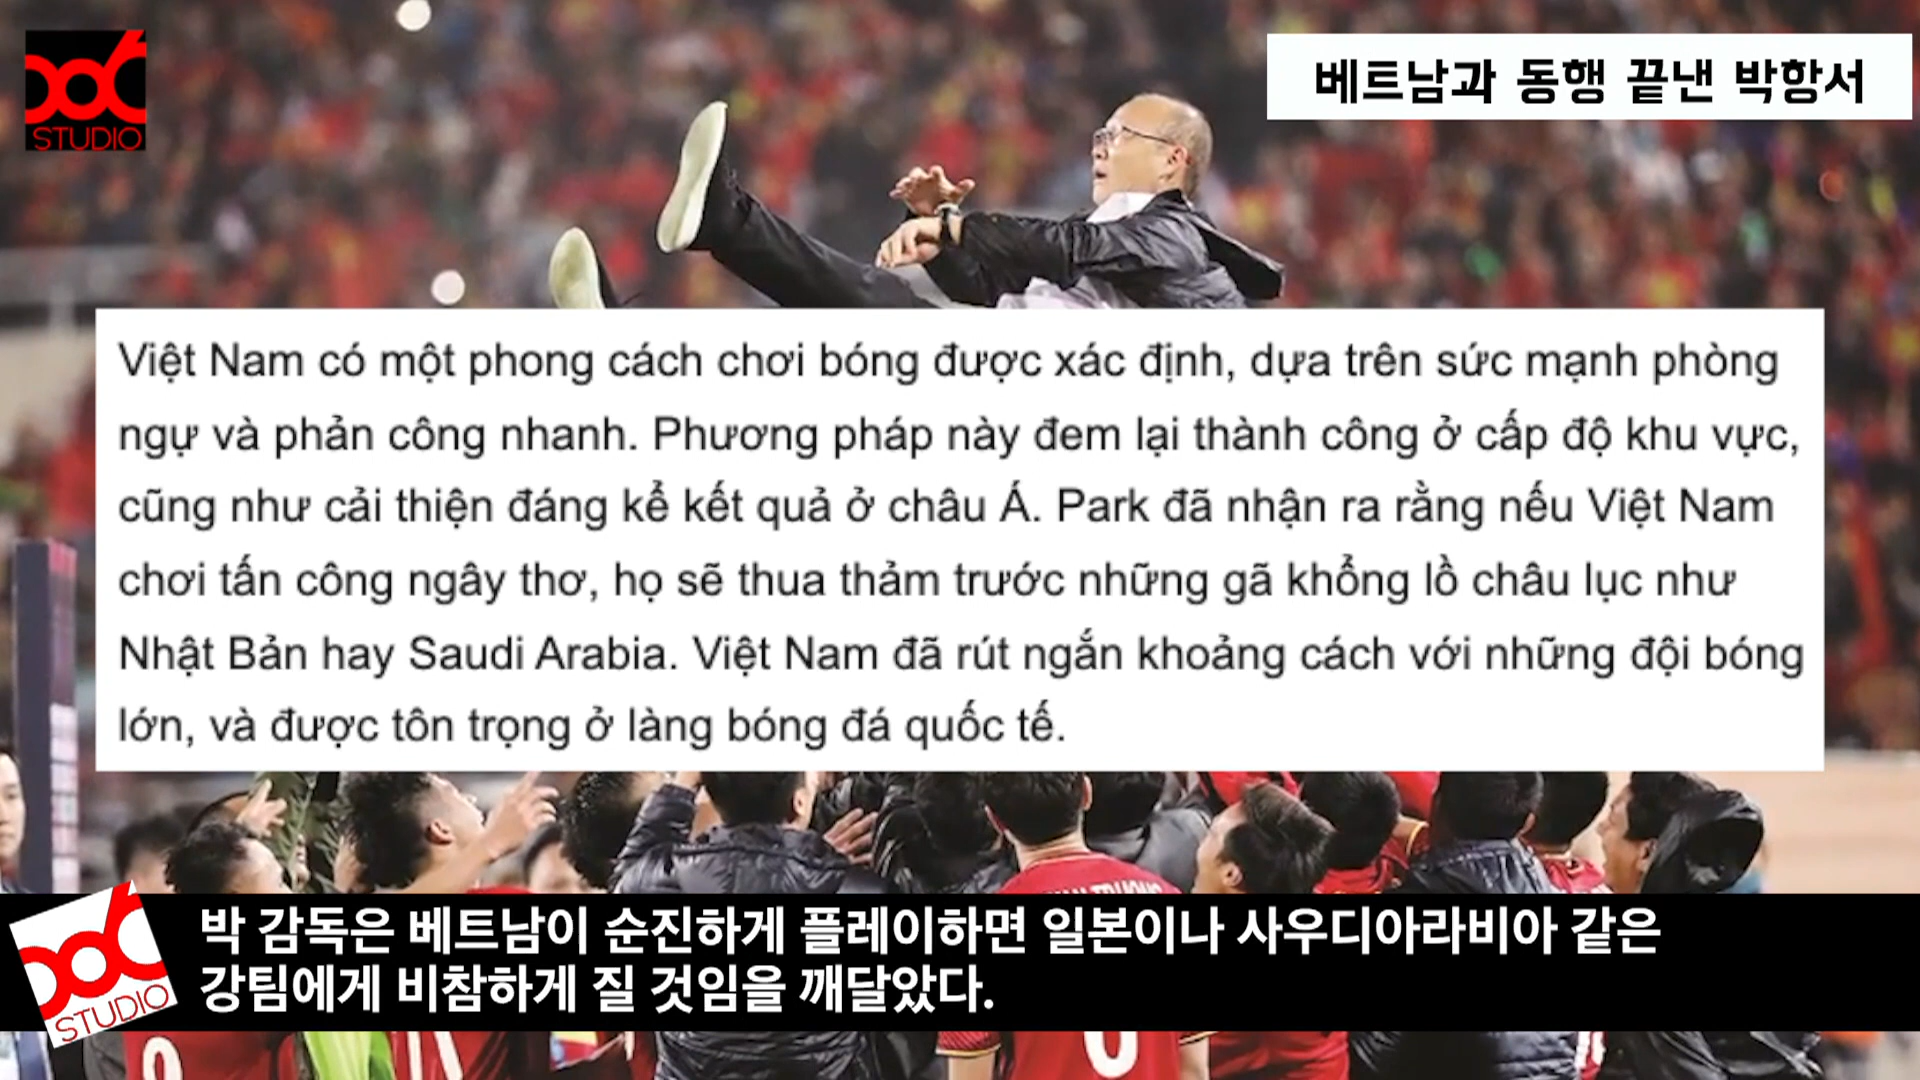 STUDIO
베트남과 동행 끝낸 박항서
Việt Nam có một phong cách chơi bóng được xác định, dựa trên sức mạnh phòng
ngự và phản công nhanh. Phương pháp này đem lại thành công ở cấp độ khu vực,
cũng như cải thiện đáng kể kết quả ở châu Á. Park đã nhận ra rằng nếu Việt Nam
chơi tấn công ngây thơ, họ sẽ thua thảm trước những gã khổng lồ châu lục như
Nhật Bản hay Saudi Arabia. Việt Nam đã rút ngắn khoảng cách với những đội bóng
lớn, và được tôn trọng ở làng bóng đá quốc tế.
박 감독은 베트남이 순진하게 플레이하면 일본이나 사우디아라비아 같은
강팀에게 비참하게 질 것임을 깨달았다.
STUDIO